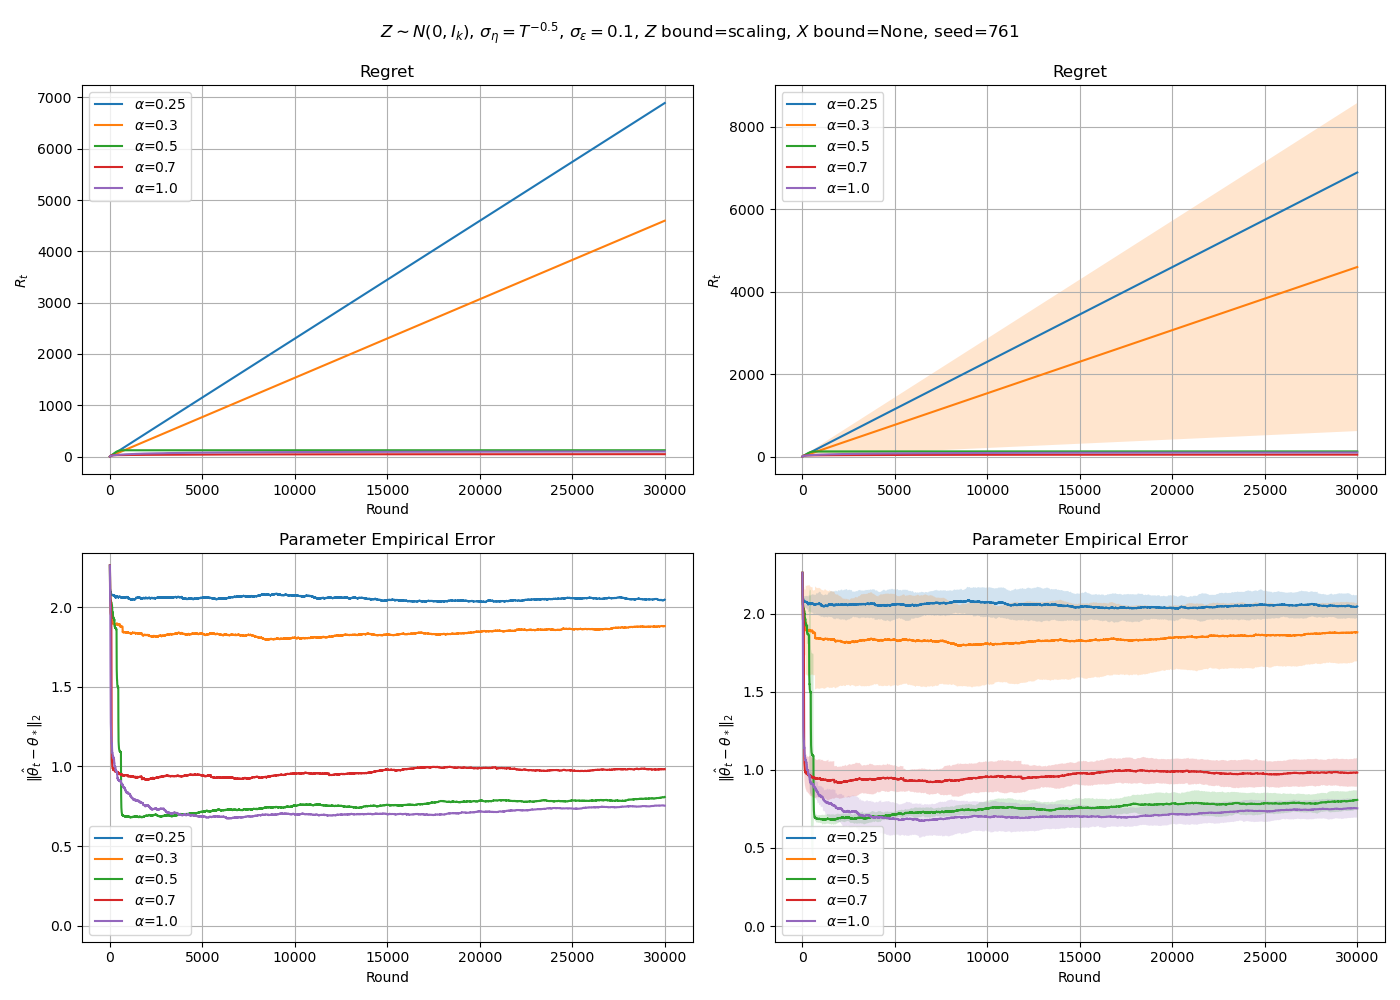 Z ~ N(0, I_k), σ_η = T^{-0.5}, σ_ε = 0.1, Z bound=scaling, X bound=None, seed=761
Regret
R_t
7000
6000
5000
4000
3000
2000
1000
0
α=0.25
α=0.3
α=0.5
α=0.7
α=1.0
0 5000 10000 15000 20000 25000 30000
Round
Regret
R_t
8000
6000
4000
2000
0
α=0.25
α=0.3
α=0.5
α=0.7
α=1.0
0 5000 10000 15000 20000 25000 30000
Round
Parameter Empirical Error
‖θ̂_t − θ_*‖_2
2.0
1.5
1.0
0.5
0.0
α=0.25
α=0.3
α=0.5
α=0.7
α=1.0
0 5000 10000 15000 20000 25000 30000
Round
Parameter Empirical Error
‖θ̂_t − θ_*‖_2
2.0
1.5
1.0
0.5
0.0
α=0.25
α=0.3
α=0.5
α=0.7
α=1.0
0 5000 10000 15000 20000 25000 30000
Round